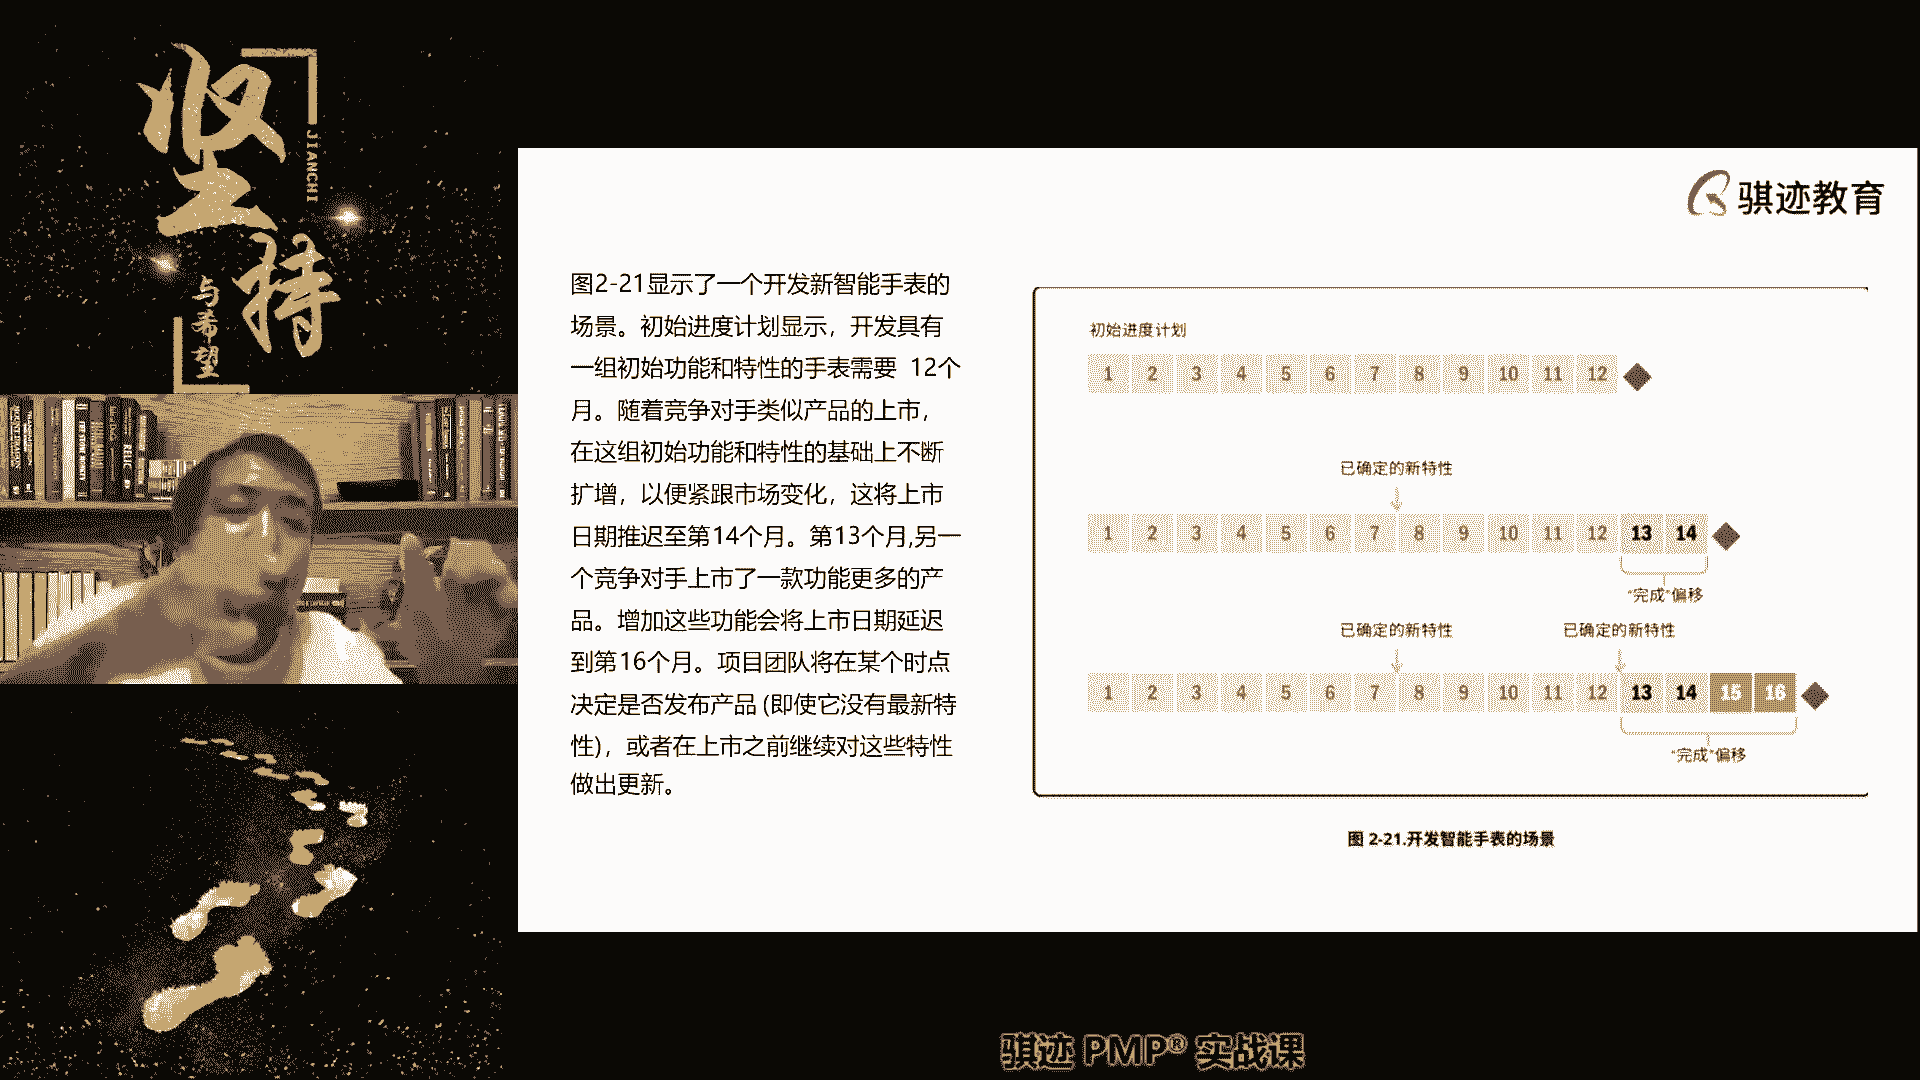 坚持
JIANCHI
与希望
骐迹教育
图2-21显示了一个开发新智能手表的
场景。初始进度计划显示，开发具有
一组初始功能和特性的手表需要 12个
月。随着竞争对手类似产品的上市，
在这组初始功能和特性的基础上不断
扩增，以便紧跟市场变化，这将上市
日期推迟至第14个月。第13个月,另一
个竞争对手上市了一款功能更多的产
品。增加这些功能会将上市日期延迟
到第16个月。项目团队将在某个时点
决定是否发布产品 (即使它没有最新特
性)，或者在上市之前继续对这些特性
做出更新。
初始进度计划
1 2 3 4 5 6 7 8 9 10 11 12
已确定的新特性
1 2 3 4 5 6 7 8 9 10 11 12 13 14
“完成”偏移
已确定的新特性 已确定的新特性
1 2 3 4 5 6 7 8 9 10 11 12 13 14 15 16
“完成”偏移
图 2-21.开发智能手表的场景
骐迹 PMP® 实战课